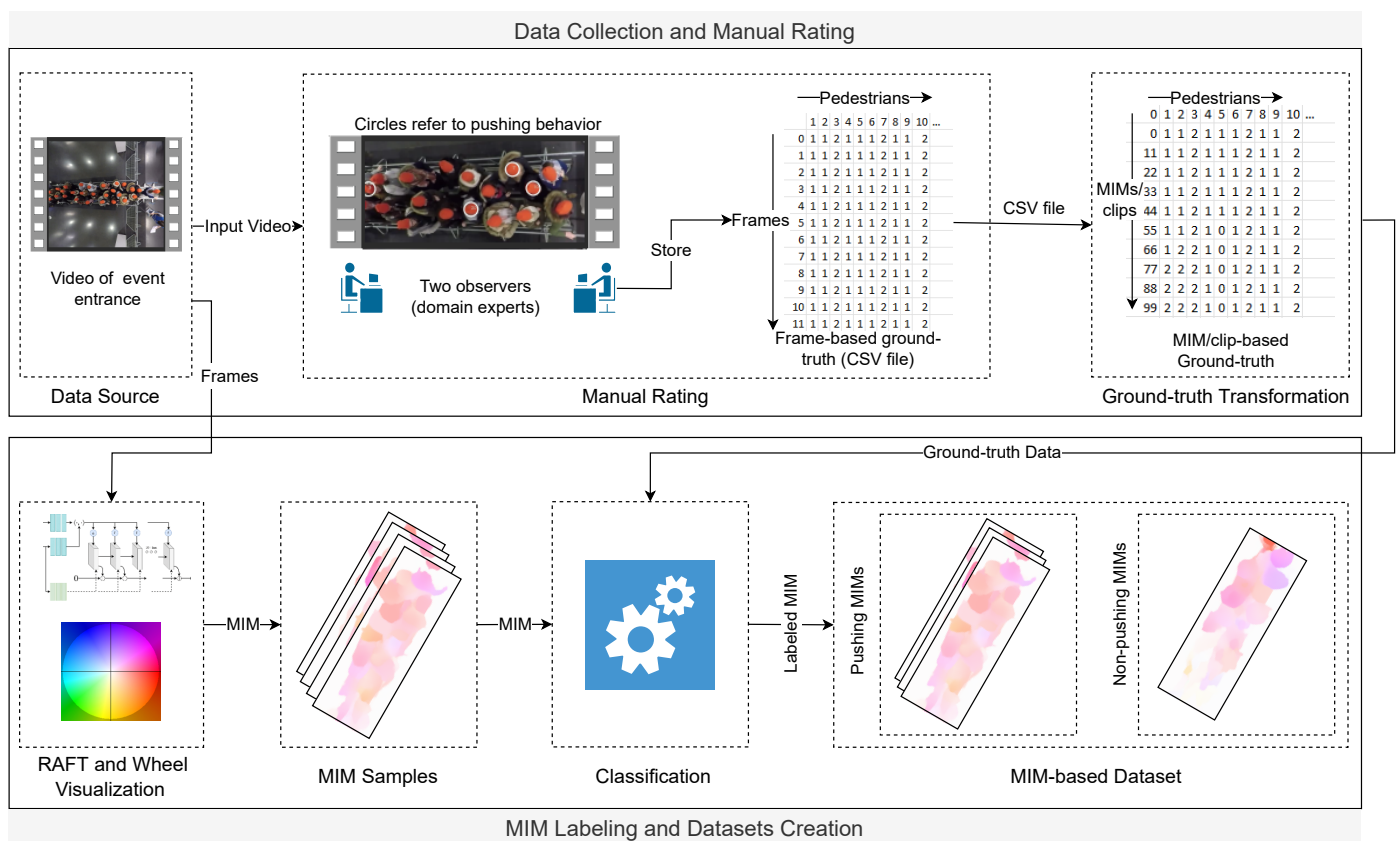 Data Collection and Manual Rating
Circles refer to pushing behavior
Video of event
entrance
Data Source
Input Video
Frames
Two observers
(domain experts)
Store
Manual Rating
Pedestrians
1 2 3 4 5 6 7 8 9 10 ...
Frames
0 1 1 2 1 1 1 2 1 1 2
1 1 1 2 1 1 1 2 1 1 2
2 1 1 2 1 1 1 2 1 1 2
3 1 1 2 1 1 1 2 1 1 2
4 1 1 2 1 1 1 2 1 1 2
5 1 1 2 1 1 1 2 1 1 2
6 1 1 2 1 1 1 2 1 1 2
7 1 1 2 1 1 1 2 1 1 2
8 1 1 2 1 1 1 2 1 1 2
9 1 1 2 1 1 1 2 1 1 2
10 1 1 2 1 1 1 2 1 1 2
11 1 1 2 1 1 1 2 1 1 2
Frame-based ground-
truth (CSV file)
CSV file
Pedestrians
0 1 2 3 4 5 6 7 8 9 10 ...
MIMs/
clips
0 1 1 2 1 1 1 2 1 1 2
11 1 1 2 1 1 1 2 1 1 2
22 1 1 2 1 1 1 2 1 1 2
33 1 1 2 1 1 1 2 1 1 2
44 1 1 2 1 1 1 2 1 1 2
55 1 1 2 1 0 1 2 1 1 2
66 1 2 2 1 0 1 2 1 1 2
77 2 2 2 1 0 1 2 1 1 2
88 2 2 2 1 0 1 2 1 1 2
99 2 2 2 1 0 1 2 1 1 2
MIM/clip-based
Ground-truth
Ground-truth Transformation
Ground-truth Data
RAFT and Wheel
Visualization
MIM
MIM Samples
MIM
Classification
Labeled MIM
Pushing MIMs
Non-pushing MIMs
MIM-based Dataset
MIM Labeling and Datasets Creation